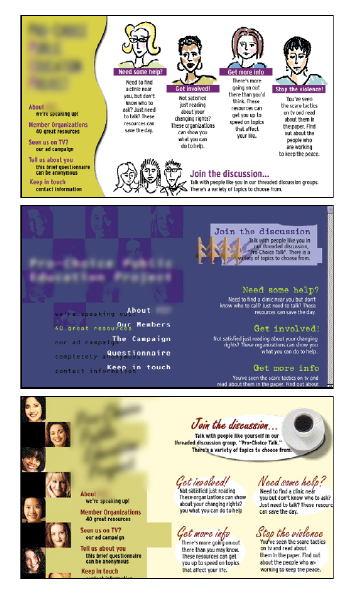 About
we're speaking up!
Member Organizations
40 great resources
Seen us on TV?
our ad campaign
Tell us about you
this brief questionnaire
can be anonymous
Keep in touch
contact information
Need some help?
Need to find
a clinic near
you, but don't
know who to
ask? Just need
to talk? These
resources can
save the day.
Get involved!
Not satisfied
just reading
about your
changing rights?
These organizations
can show you
what you can
do to help.
Get more info
There's more
going on out
there than you'd
think. These
resources can
get you up to
speed on topics
that affect
your life.
Stop the violence!
You've seen
the scare tactics
on tv and read
about them in
the paper. Find
out about the
people who
are working
to keep the peace.
Join the discussion...
Talk with people like you in our threaded discussion groups.
There's a variety of topics to choose from.
Pro-Choice Public
Education Project
we're speaking out! About
40 great resources Our Members
our ad campaign The Campaign
completely anonymous Questionnaire
contact information Keep in touch
Join the discussion
Talk with people like you in
our threaded discussion,
"Pro-Choice Talk." There is a
variety of topics to choose from.
Need some help?
Need to find a clinic near you but don't
know who to call? Just need to talk? These
resources can save the day.
Get involved!
Not satisfied just reading about your changing
rights? These organizations can show you
what you can do to help.
Get more info
You've seen the scare tactics on tv and
read about them in the paper. Find out about
About
we're speaking up!
Member Organizations
40 great resources
Seen us on TV?
our ad campaign
Tell us about you
this brief questionnaire
can be anonymous
Keep in touch
contact information
Join the discussion...
Talk with people like yourself in our
threaded discussion group, "Pro-Choice Talk."
There's a variety of topics to choose from.
Get involved!
Not satisfied just reading
These organizations can show
about your changing rights?
you what you can do to help
Need some help?
Need to find a clinic near
you but don't know who to ask?
Just need to talk? These resources
can save the day.
Get more info
There's more going on out
there than you may know.
These resources can get
you up to speed on topics
that affect your life.
Stop the violence
You've seen the scare tactics
on tv and read about
them in the paper. Find out
about the people who are
working to keep the peace.